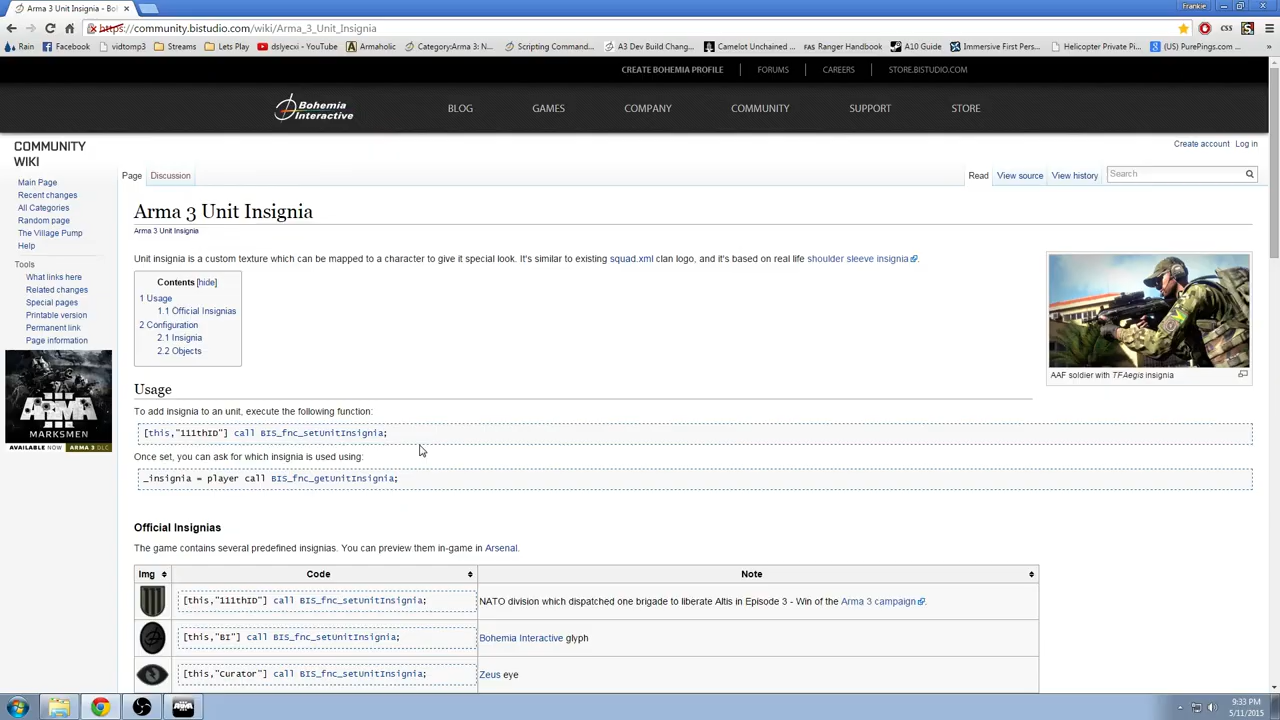 Arma 3 Unit Insignia - Bo
Frankie
https://community.bistudio.com/wiki/Arma_3_Unit_Insignia
Rain
Facebook
vidtomp3
Streams
Lets Play
dslyecxi - YouTube
Armaholic
Category:Arma 3: N...
Scripting Command...
A3 Dev Build Chang...
Camelot Unchained ...
FAS Ranger Handbook
A10 Guide
Immersive First Pers...
Helicopter Private Pi...
(US) PurePings.com ...
CREATE BOHEMIA PROFILE
FORUMS
CAREERS
STORE.BISTUDIO.COM
Bohemia Interactive
BLOG
GAMES
COMPANY
COMMUNITY
SUPPORT
STORE
COMMUNITY
WIKI
Create account Log in
Page Discussion
Read View source View history
Search
Main Page
Recent changes
All Categories
Random page
The Village Pump
Help
Tools
What links here
Related changes
Special pages
Printable version
Permanent link
Page information
ARMA III
MARKSMEN
AVAILABLE NOW ARMA 3 DLC
Arma 3 Unit Insignia
Arma 3 Unit Insignia
Unit insignia is a custom texture which can be mapped to a character to give it special look. It's similar to existing squad.xml clan logo, and it's based on real life shoulder sleeve insignia.
Contents [hide]
1 Usage
1.1 Official Insignias
2 Configuration
2.1 Insignia
2.2 Objects
AAF soldier with TFAegis insignia
Usage
To add insignia to an unit, execute the following function:
[this,"111thID"] call BIS_fnc_setUnitInsignia;
Once set, you can ask for which insignia is used using:
_insignia = player call BIS_fnc_getUnitInsignia;
Official Insignias
The game contains several predefined insignias. You can preview them in-game in Arsenal.
Img Code Note
[this,"111thID"] call BIS_fnc_setUnitInsignia; NATO division which dispatched one brigade to liberate Altis in Episode 3 - Win of the Arma 3 campaign.
[this,"BI"] call BIS_fnc_setUnitInsignia; Bohemia Interactive glyph
[this,"Curator"] call BIS_fnc_setUnitInsignia; Zeus eye
9:33 PM
5/11/2015